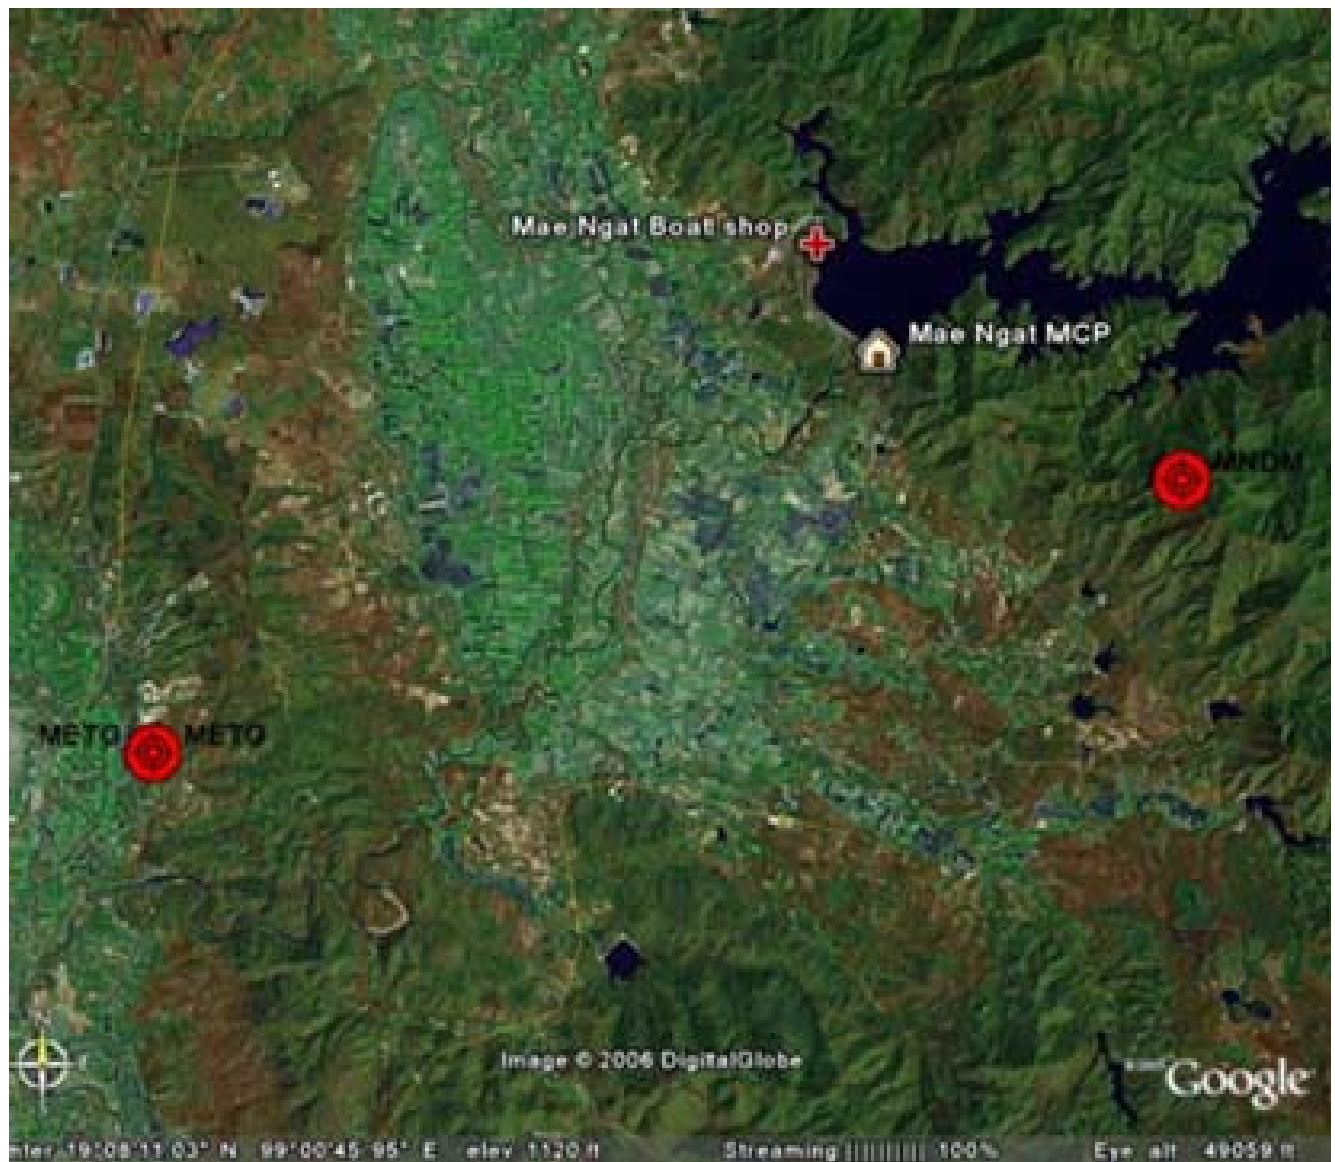 Mae Ngat Boat shop
Mae Ngat MCP
MNDM
METO METO
Image © 2006 DigitalGlobe
Google
nter 19°08'11.03" N 99°00'45.95" E elev 1120 ft Streaming |||||||||| 100% Eye alt 49059 ft